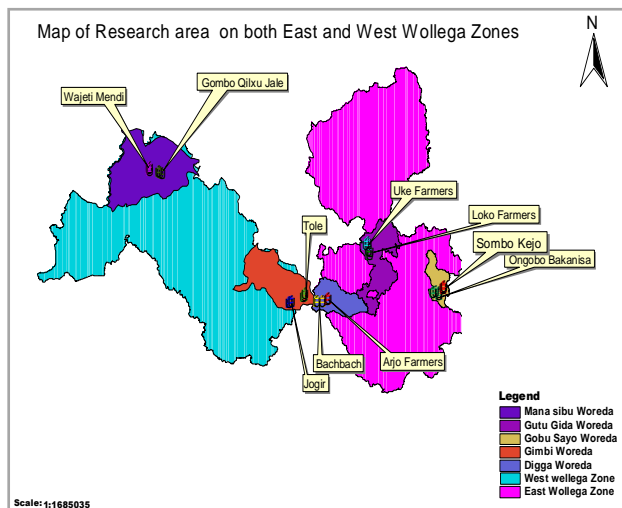 Map of Research area on both East and West Wollega Zones
N
Gombo Qilxu Jale
Wajeti Mendi
Uke Farmers
Loko Farmers
Tole
Sombo Kejo
Ongobo Bakanisa
Bachbach
Arjo Farmers
Jogir
Legend
Mana sibu Woreda
Gutu Gida Woreda
Gobu Sayo Woreda
Gimbi Woreda
Digga Woreda
West wellega Zone
East Wollega Zone
Scale: 1:1685035